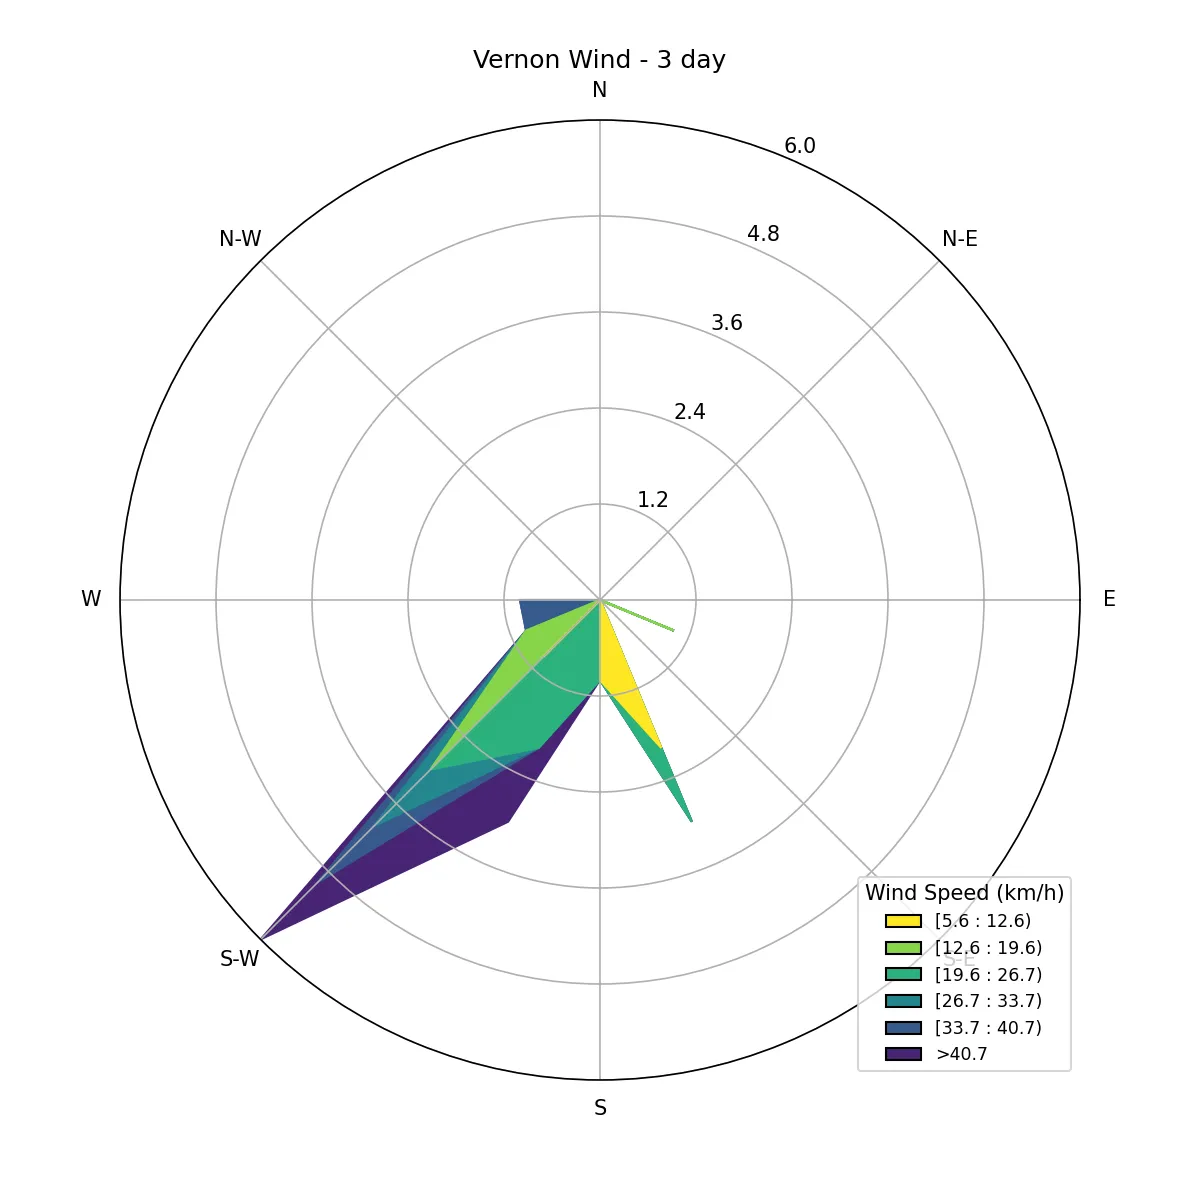 Vernon Wind - 3 day
N
6.0
N-W
4.8
N-E
3.6
2.4
1.2
W
E
S-W
S-E
S
Wind Speed (km/h)
[5.6 : 12.6)
[12.6 : 19.6)
[19.6 : 26.7)
[26.7 : 33.7)
[33.7 : 40.7)
>40.7